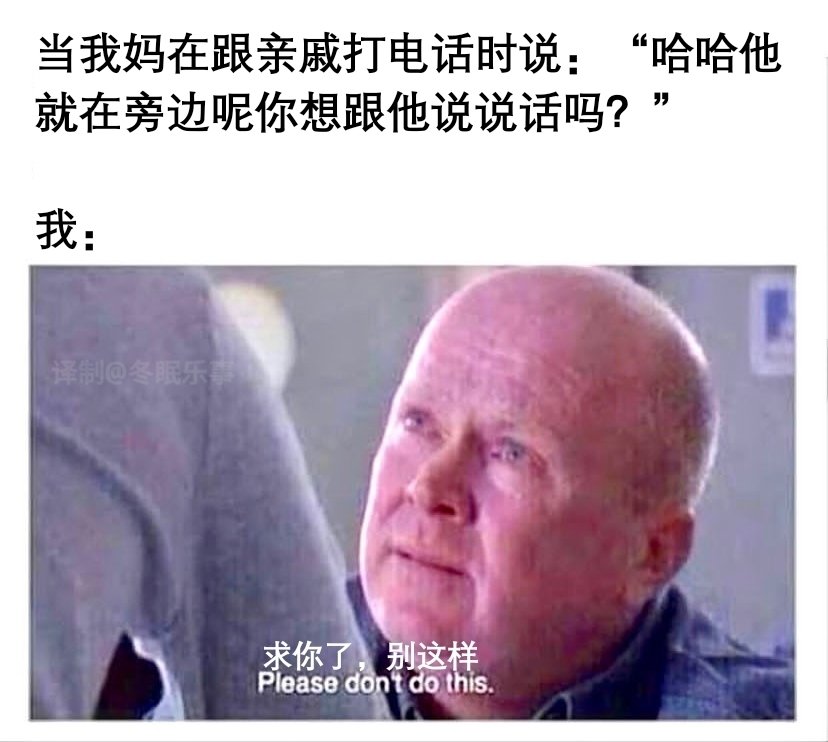 当我妈在跟亲戚打电话时说：“哈哈他
就在旁边呢你想跟他说说话吗？”
我：
译制@冬眠乐事
求你了，别这样
Please don't do this.